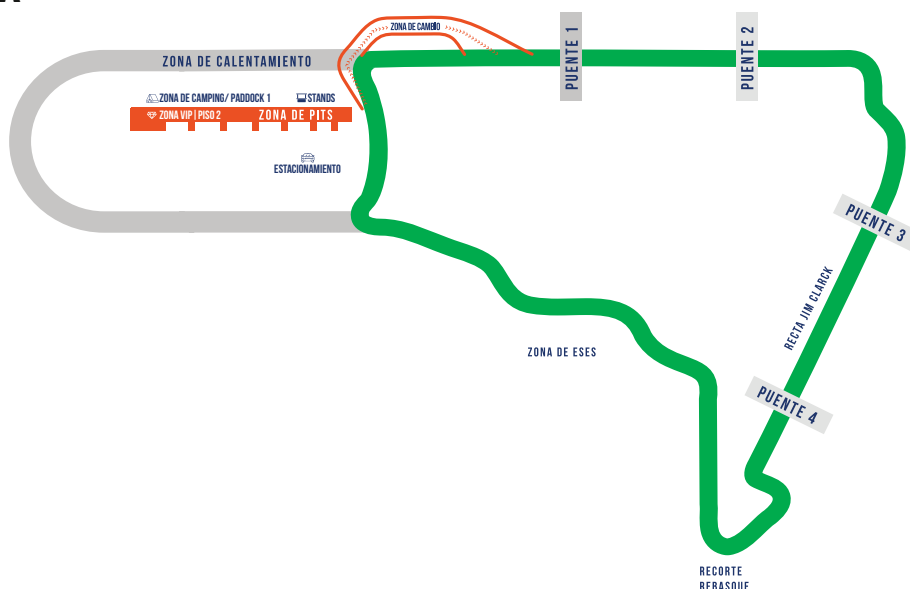 ZONA DE CAMBIO
PUENTE 1
PUENTE 2
ZONA DE CALENTAMIENTO
ZONA DE CAMPING/ PADDOCK 1
STANDS
ZONA VIP | PISO 2
ZONA DE PITS
ESTACIONAMIENTO
PUENTE 3
RECTA JIM CLARCK
ZONA DE ESES
PUENTE 4
RECORTE
REBASQUE